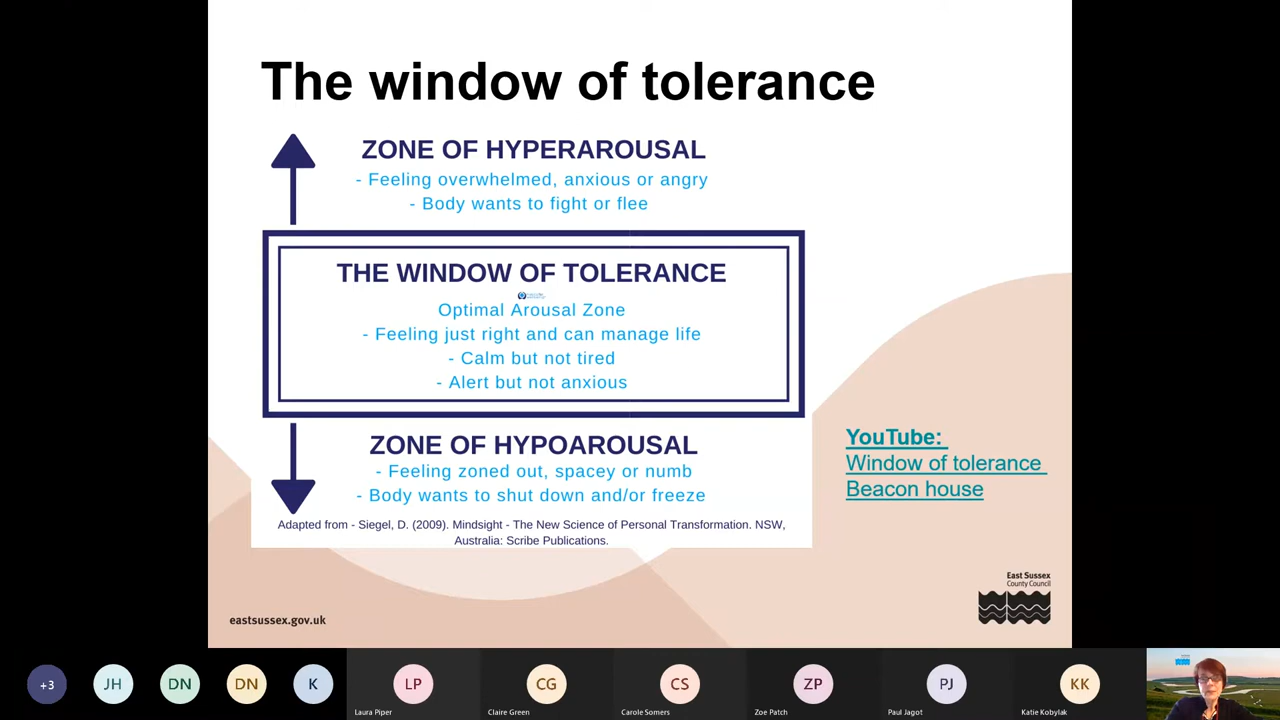 The window of tolerance
ZONE OF HYPERAROUSAL
- Feeling overwhelmed, anxious or angry
- Body wants to fight or flee
THE WINDOW OF TOLERANCE
Optimal Arousal Zone
- Feeling just right and can manage life
- Calm but not tired
- Alert but not anxious
ZONE OF HYPOAROUSAL
- Feeling zoned out, spacey or numb
- Body wants to shut down and/or freeze
Adapted from - Siegel, D. (2009). Mindsight - The New Science of Personal Transformation. NSW,
Australia: Scribe Publications.
YouTube:
Window of tolerance
Beacon house
East Sussex
County Council
eastsussex.gov.uk
+3
JH
DN
DN
K
LP
Laura Piper
CG
Claire Green
CS
Carole Somers
ZP
Zoe Patch
PJ
Paul Jagot
KK
Katie Kobylak